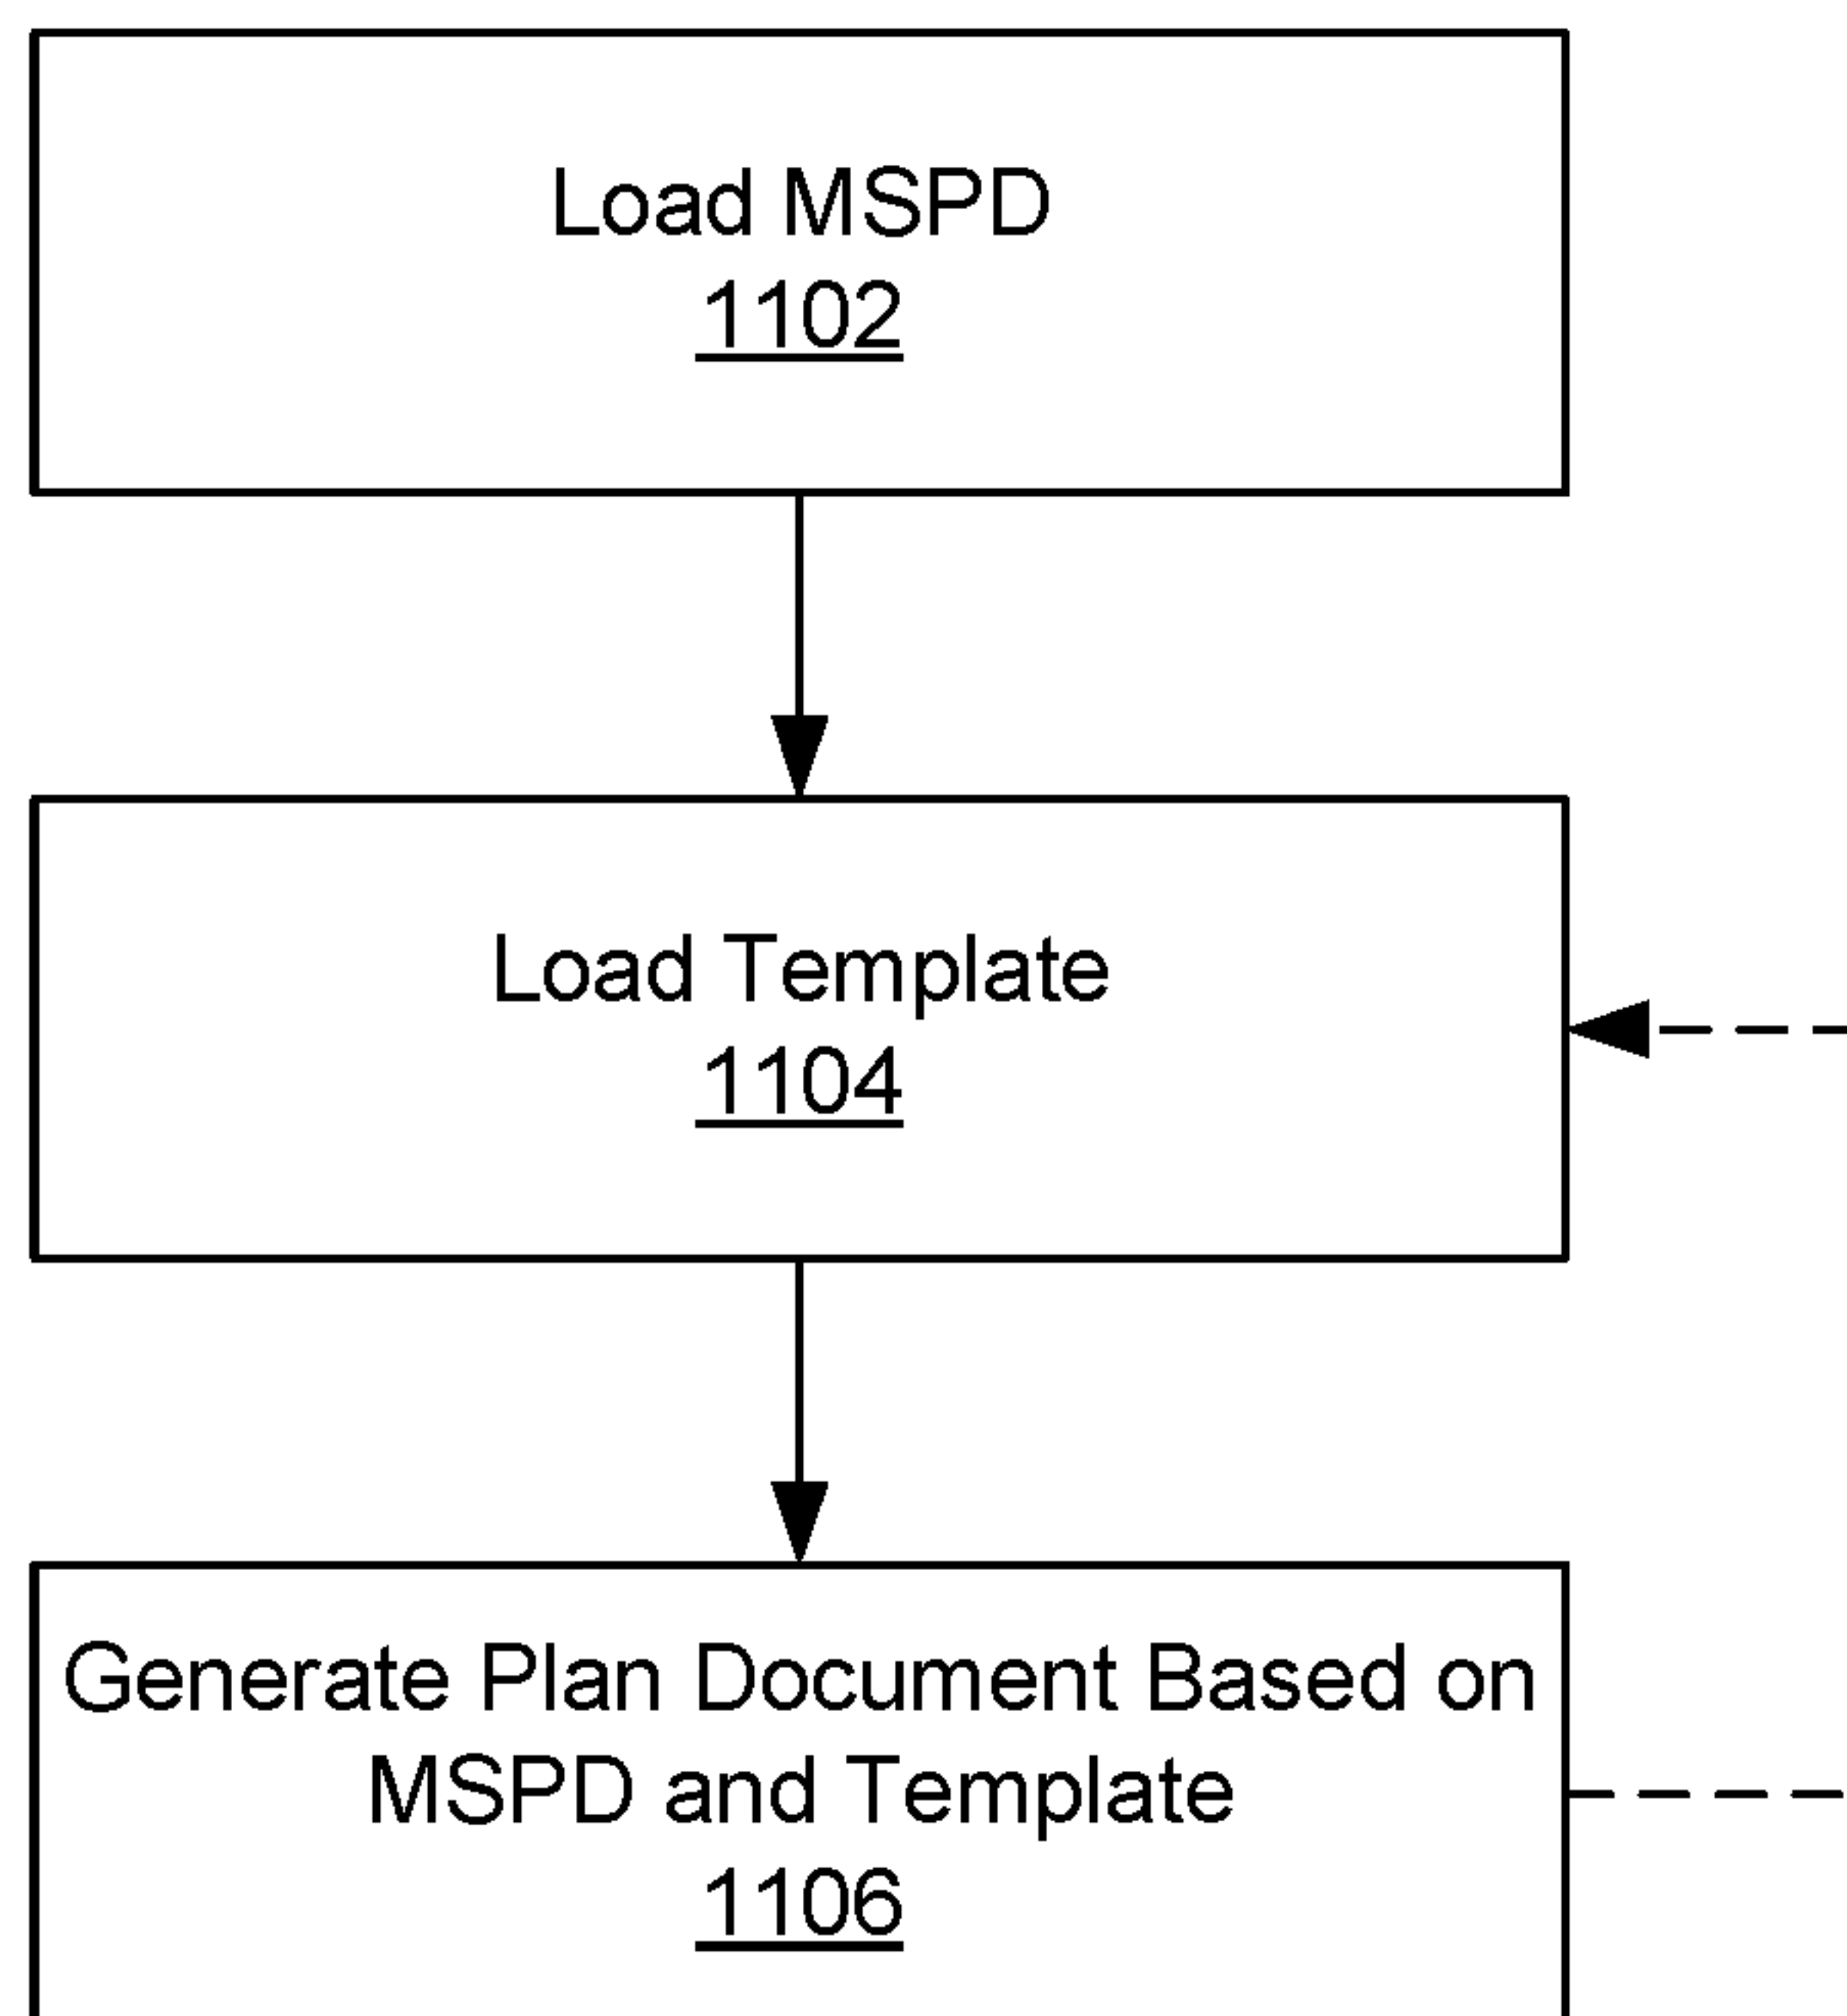 Load MSPD
1102
Load Template
1104
Generate Plan Document Based on
MSPD and Template
1106